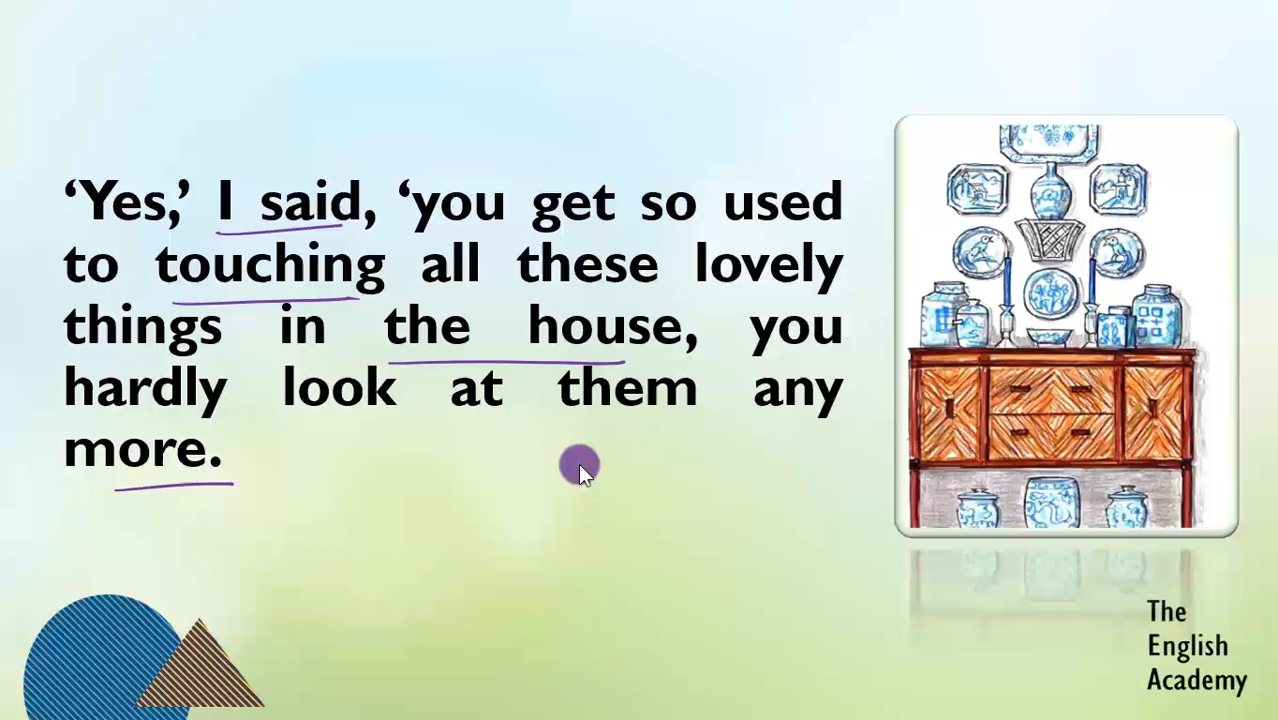 ‘Yes,’ I said, ‘you get so used
to touching all these lovely
things in the house, you
hardly look at them any
more.
The
English
Academy